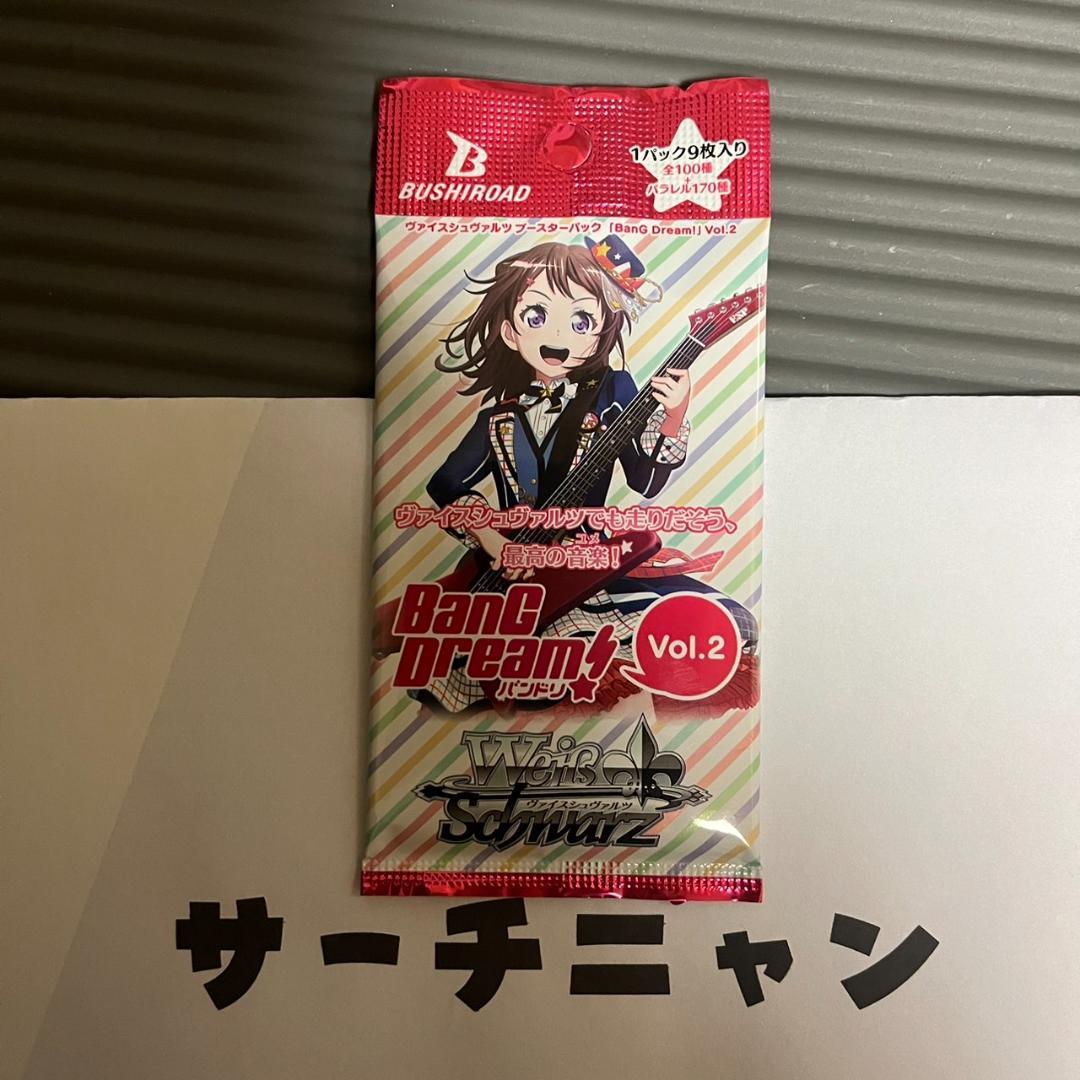 BUSHIROAD
1パック9枚入り
全100種
+
パラレル170種
ヴァイスシュヴァルツ ブースターパック「BanG Dream!」Vol.2
ESP
ヴァイスシュヴァルツでも走りだそう、
ユメ
最高の音楽!
BanG
Dream!
バンドリ
Vol.2
Weiß
ヴァイスシュヴァルツ
Schwarz
サーチニャン